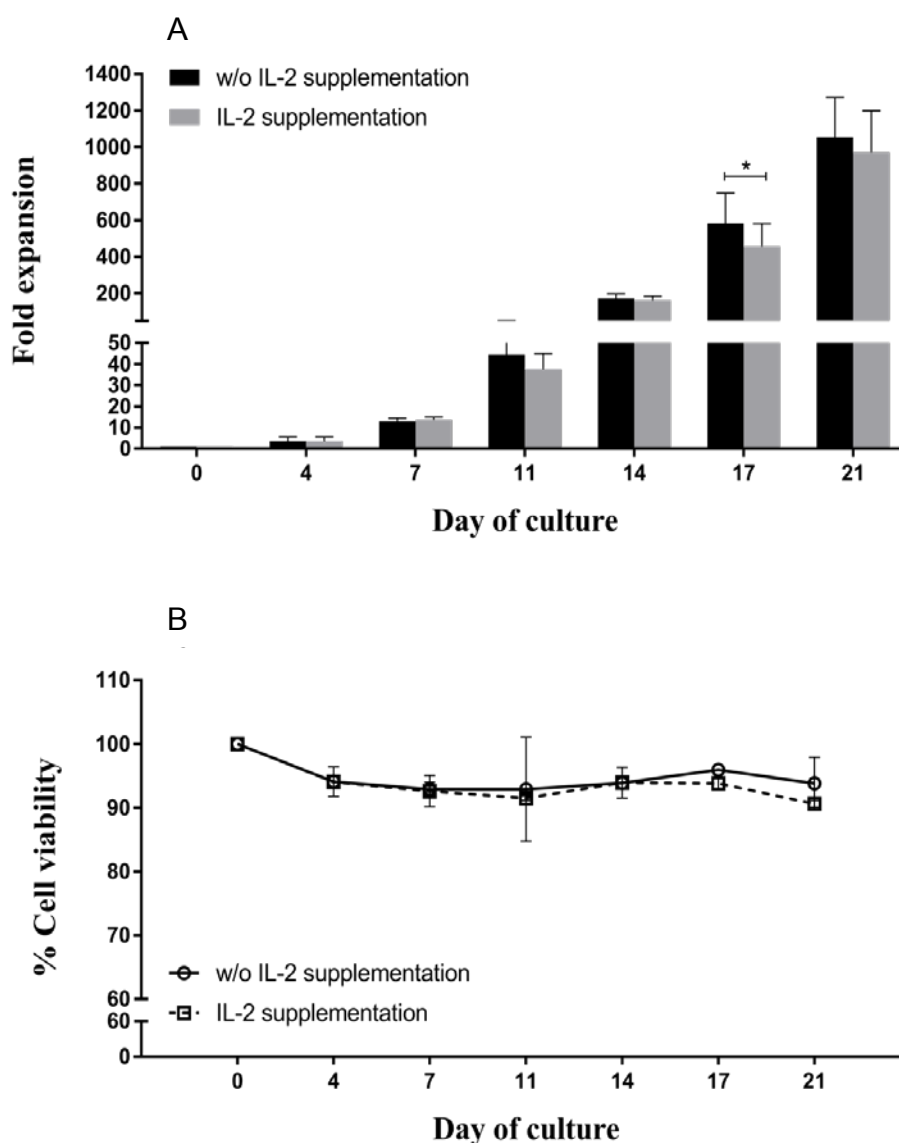 A
1400
1200
1000
800
600
400
200
50
40
30
20
10
0
w/o IL-2 supplementation
IL-2 supplementation
*
Fold expansion
0 4 7 11 14 17 21
Day of culture
B
110
100
90
80
70
60
60
0
% Cell viability
w/o IL-2 supplementation
IL-2 supplementation
0 4 7 11 14 17 21
Day of culture